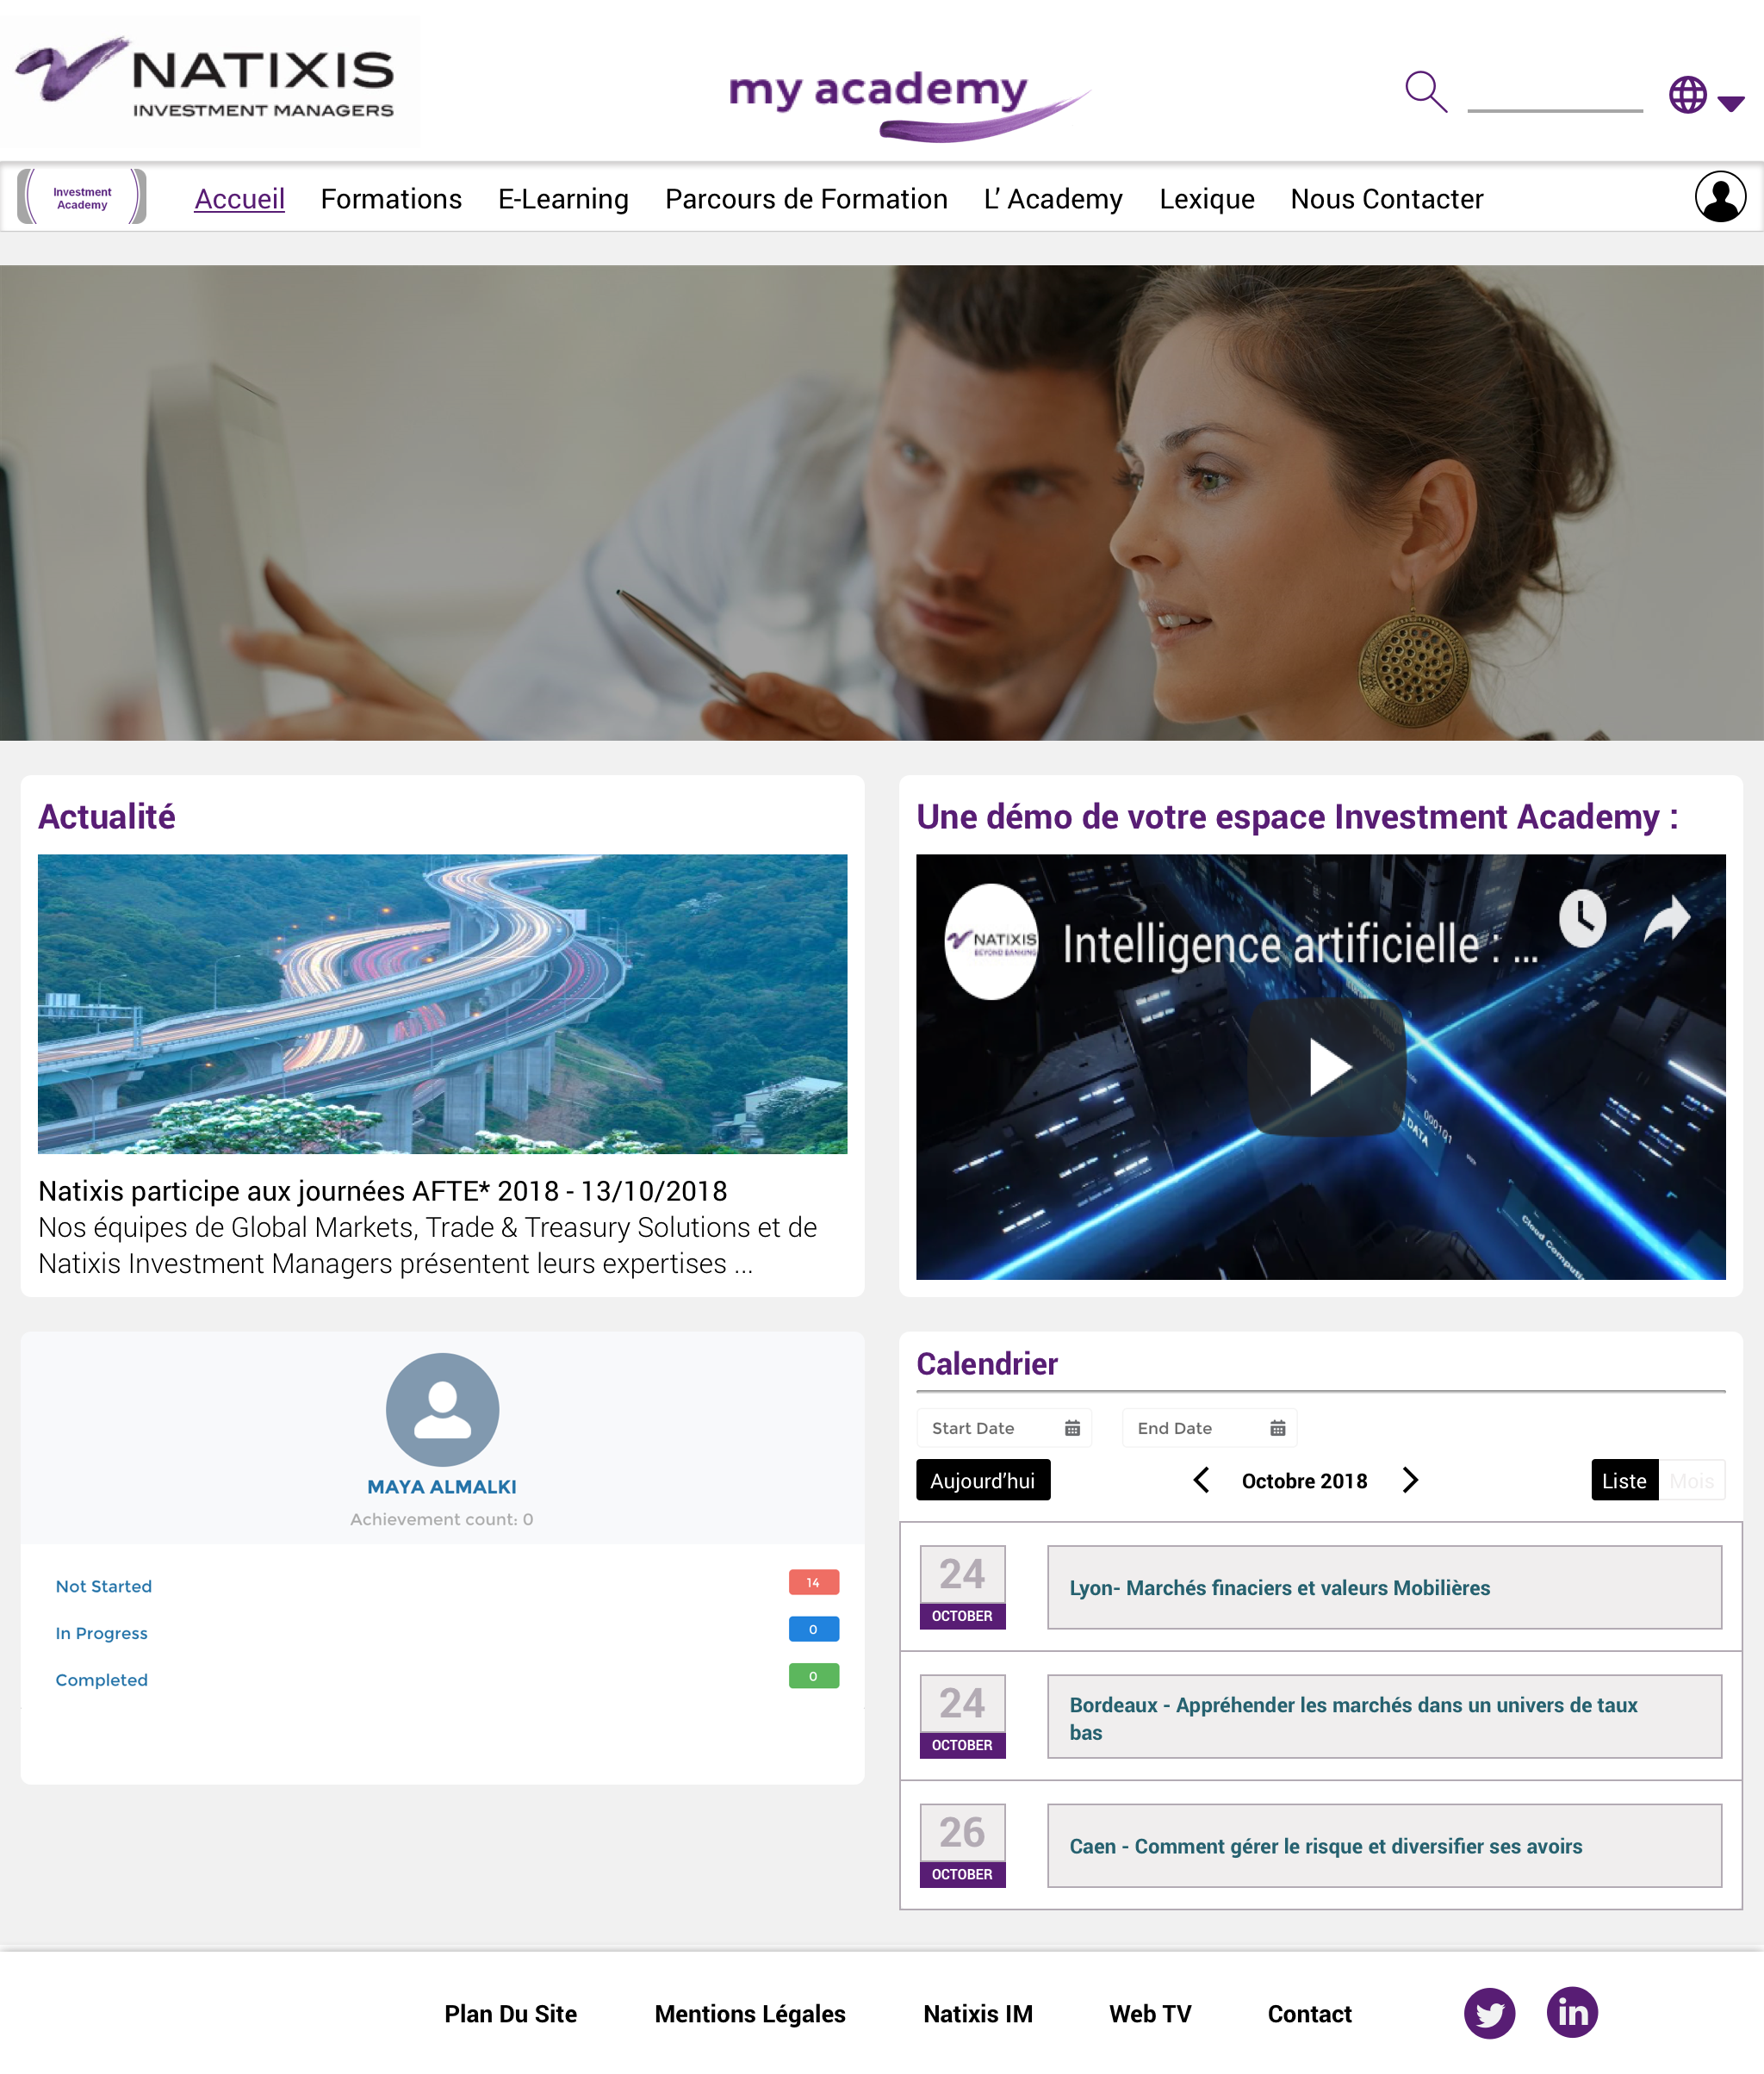 NATIXIS
INVESTMENT MANAGERS
my academy
Investment
Academy
Accueil
Formations
E-Learning
Parcours de Formation
L’ Academy
Lexique
Nous Contacter
Actualité
Natixis participe aux journées AFTE* 2018 - 13/10/2018
Nos équipes de Global Markets, Trade & Treasury Solutions et de
Natixis Investment Managers présentent leurs expertises ...
Une démo de votre espace Investment Academy :
NATIXIS
BEYOND BANKING
Intelligence artificielle : ...
000101
DATA
MAYA ALMALKI
Achievement count: 0
Not Started
14
In Progress
0
Completed
0
Calendrier
Start Date
End Date
Aujourd’hui
Octobre 2018
Liste
Mois
24
OCTOBER
Lyon- Marchés finaciers et valeurs Mobilières
24
OCTOBER
Bordeaux - Appréhender les marchés dans un univers de taux
bas
26
OCTOBER
Caen - Comment gérer le risque et diversifier ses avoirs
Plan Du Site
Mentions Légales
Natixis IM
Web TV
Contact
in